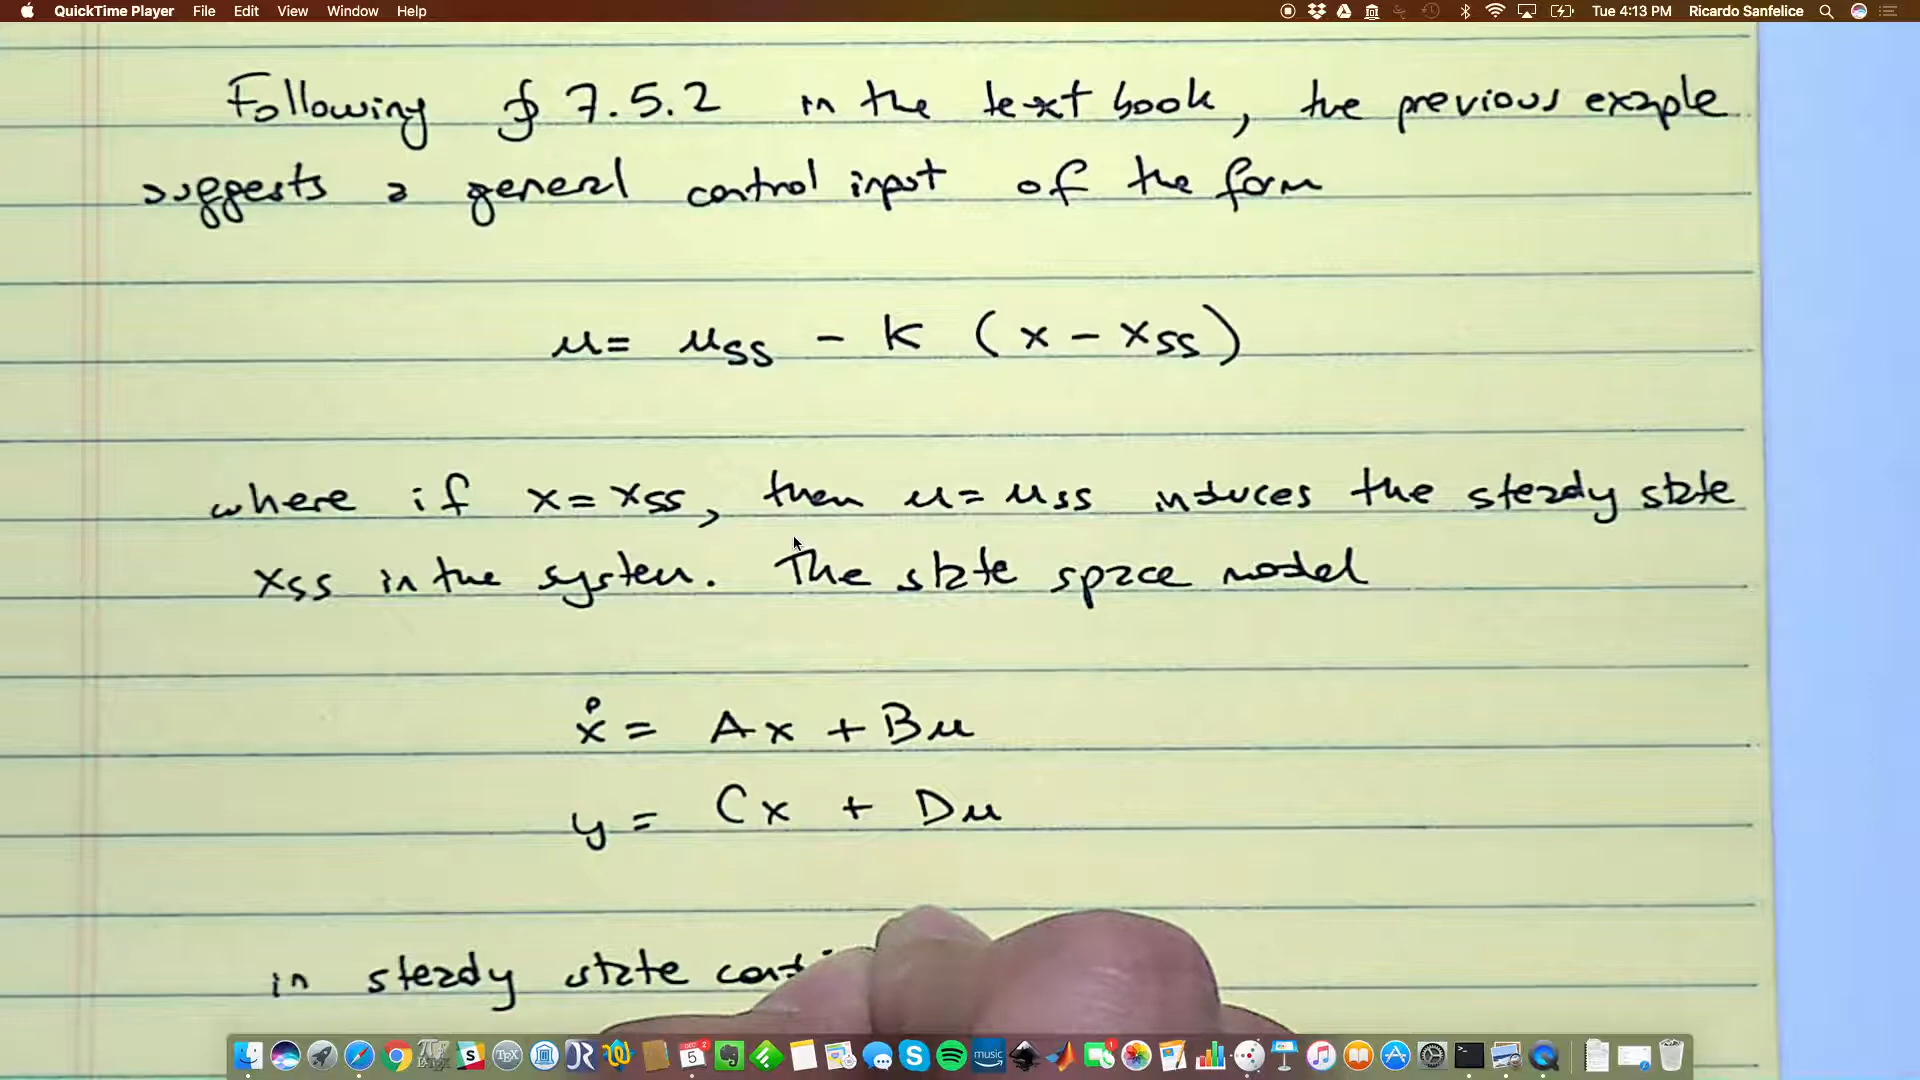 QuickTime Player File Edit View Window Help Tue 4:13 PM Ricardo Sanfelice
Following § 7.5.2 in the text book, the previous example
suggests a general control input of the form
u = uss - K (x - xss)
where if x = xss, then u = uss induces the steady state
xss in the system. The state space model
ẋ = Ax + Bu
y = Cx + Du
in steady state